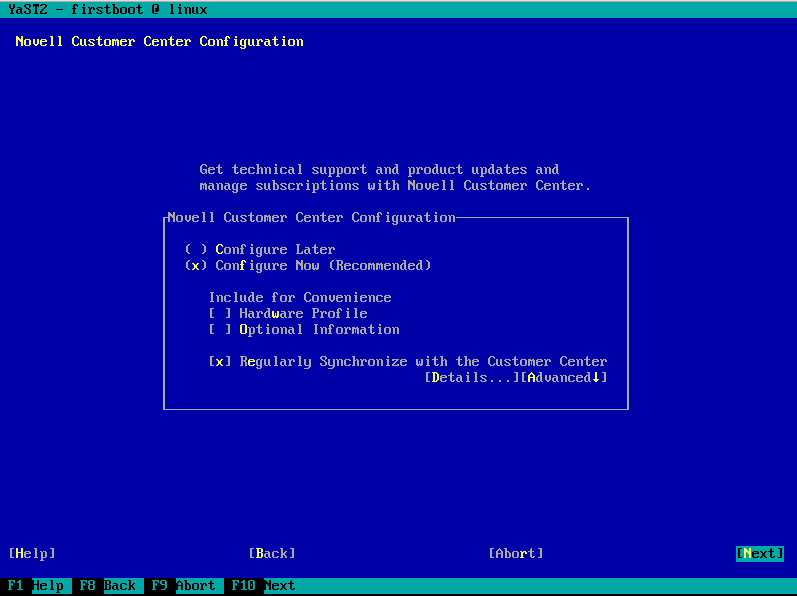 YaST2 - firstboot @ linux
Novell Customer Center Configuration
Get technical support and product updates and
manage subscriptions with Novell Customer Center.
Novell Customer Center Configuration
( ) Configure Later
(x) Configure Now (Recommended)
Include for Convenience
[ ] Hardware Profile
[ ] Optional Information
[x] Regularly Synchronize with the Customer Center
[Details...][Advanced↓]
[Help] [Back] [Abort] [Next]
F1 Help F8 Back F9 Abort F10 Next